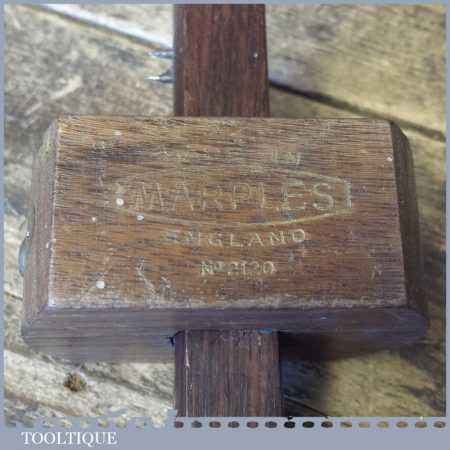 MARPLES
ENGLAND
No 2120
TOOLTIQUE